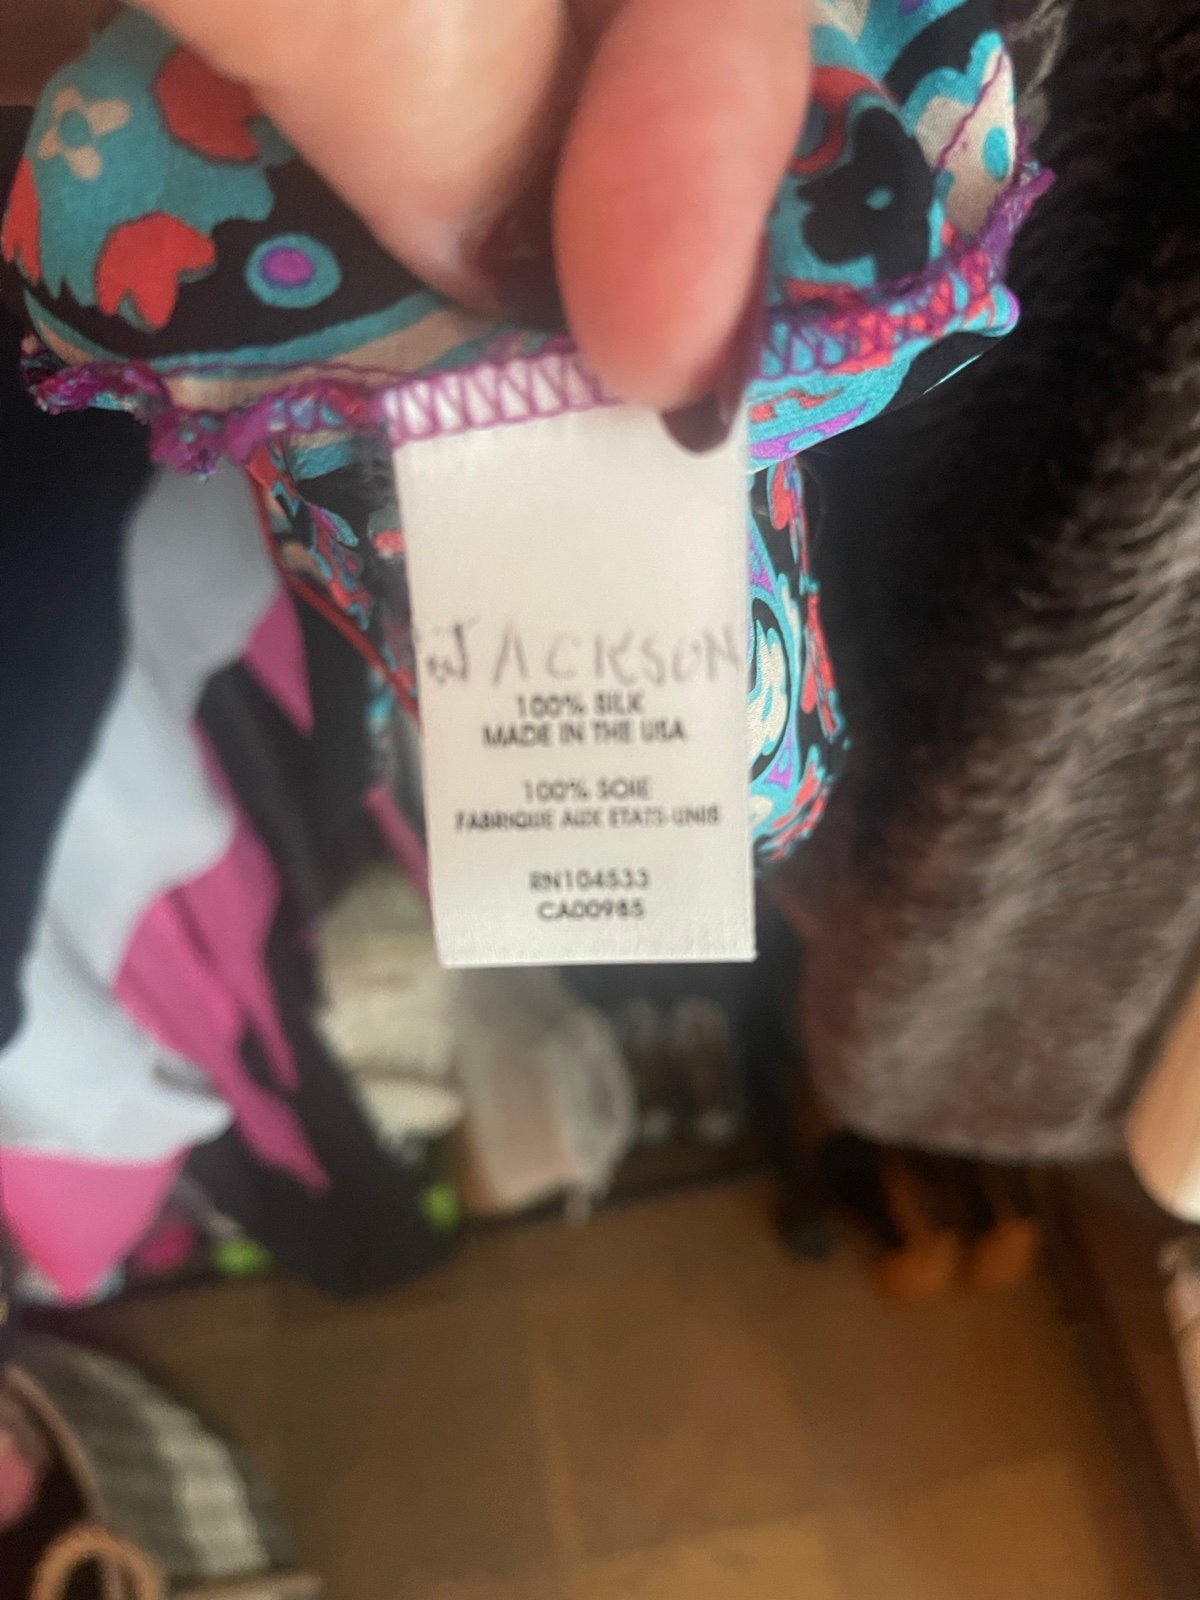 JACKSON
100% SILK
MADE IN THE USA
100% SOIE
FABRIQUE AUX ETATS-UNIS
RN104533
CA00985